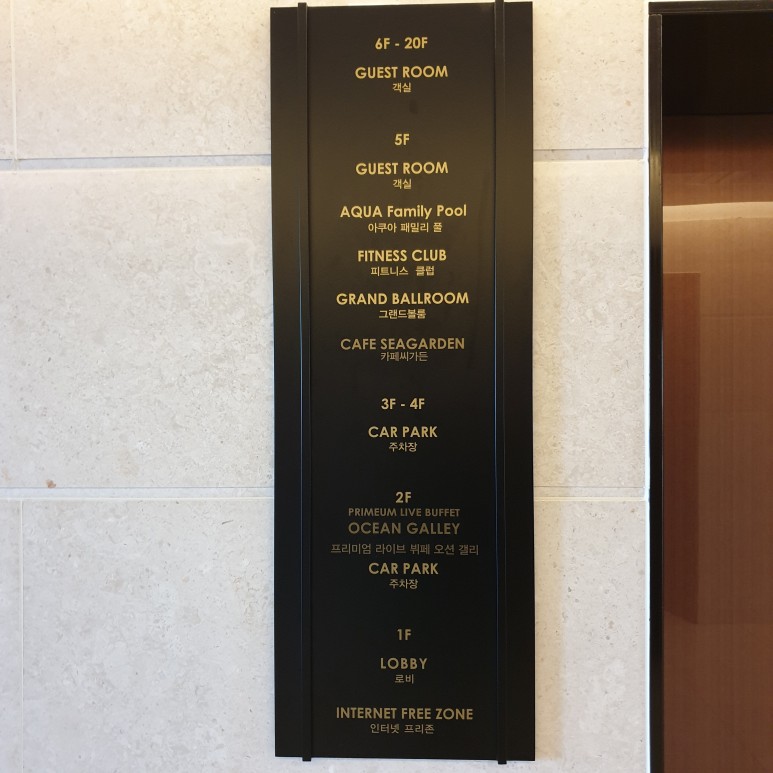 6F - 20F
GUEST ROOM
객실
5F
GUEST ROOM
객실
AQUA Family Pool
아쿠아 패밀리 풀
FITNESS CLUB
피트니스 클럽
GRAND BALLROOM
그랜드볼룸
CAFE SEAGARDEN
카페씨가든
3F - 4F
CAR PARK
주차장
2F
PRIMEUM LIVE BUFFET
OCEAN GALLEY
프리미엄 라이브 뷔페 오션 갤리
CAR PARK
주차장
1F
LOBBY
로비
INTERNET FREE ZONE
인터넷 프리존